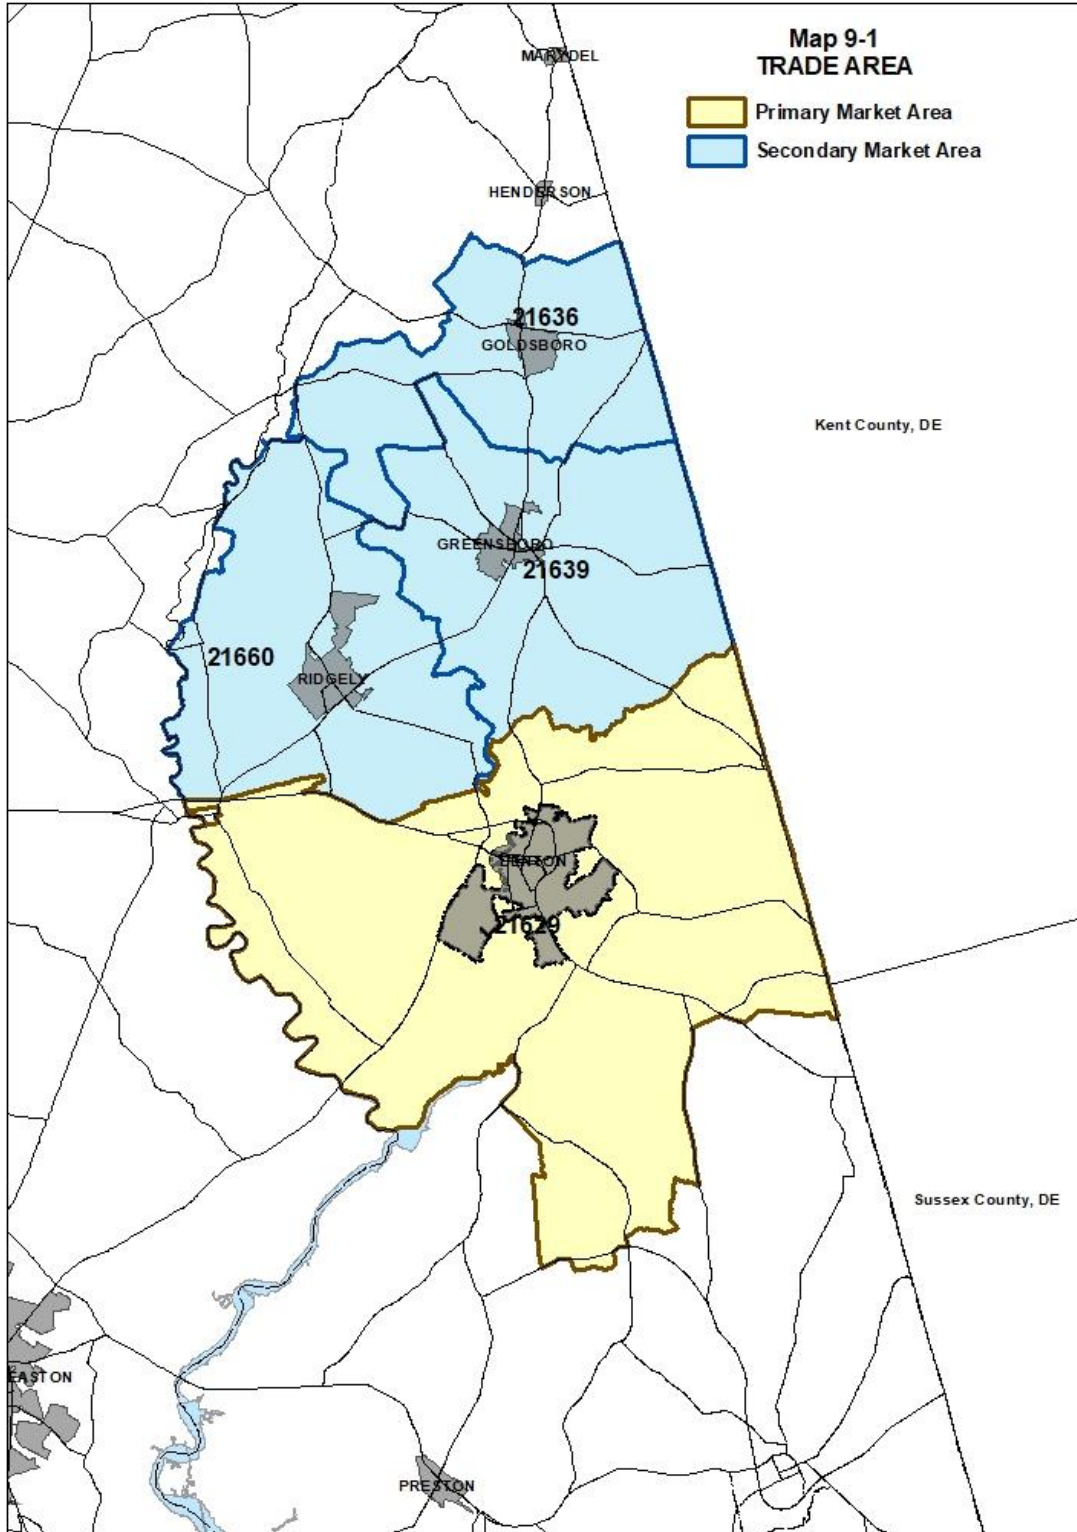 MARYDEL
Map 9-1
TRADE AREA
Primary Market Area
Secondary Market Area
HENDERSON
21636
GOLDSBORO
Kent County, DE
GREENSBORO
21639
21660
RIDGELY
DENTON
21629
Sussex County, DE
EASTON
PRESTON